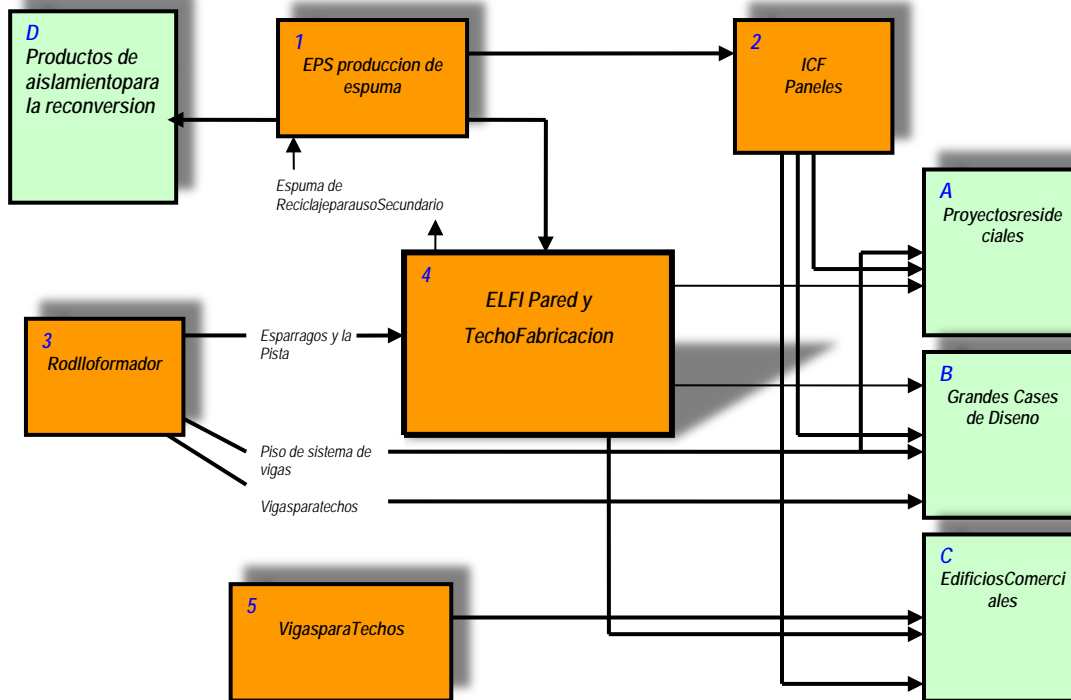 D
Productos de
aislamientopara
la reconversion
1
EPS produccion de
espuma
2
ICF
Paneles
Espuma de
ReciclajeparausoSecundario
A
Proyectosreside
ciales
4
ELFI Pared y
TechoFabricacion
3
Rodlloformador
Esparragos y la
Pista
B
Grandes Cases
de Diseno
Piso de sistema de
vigas
Vigasparatechos
C
EdificiosComerci
ales
5
VigasparaTechos